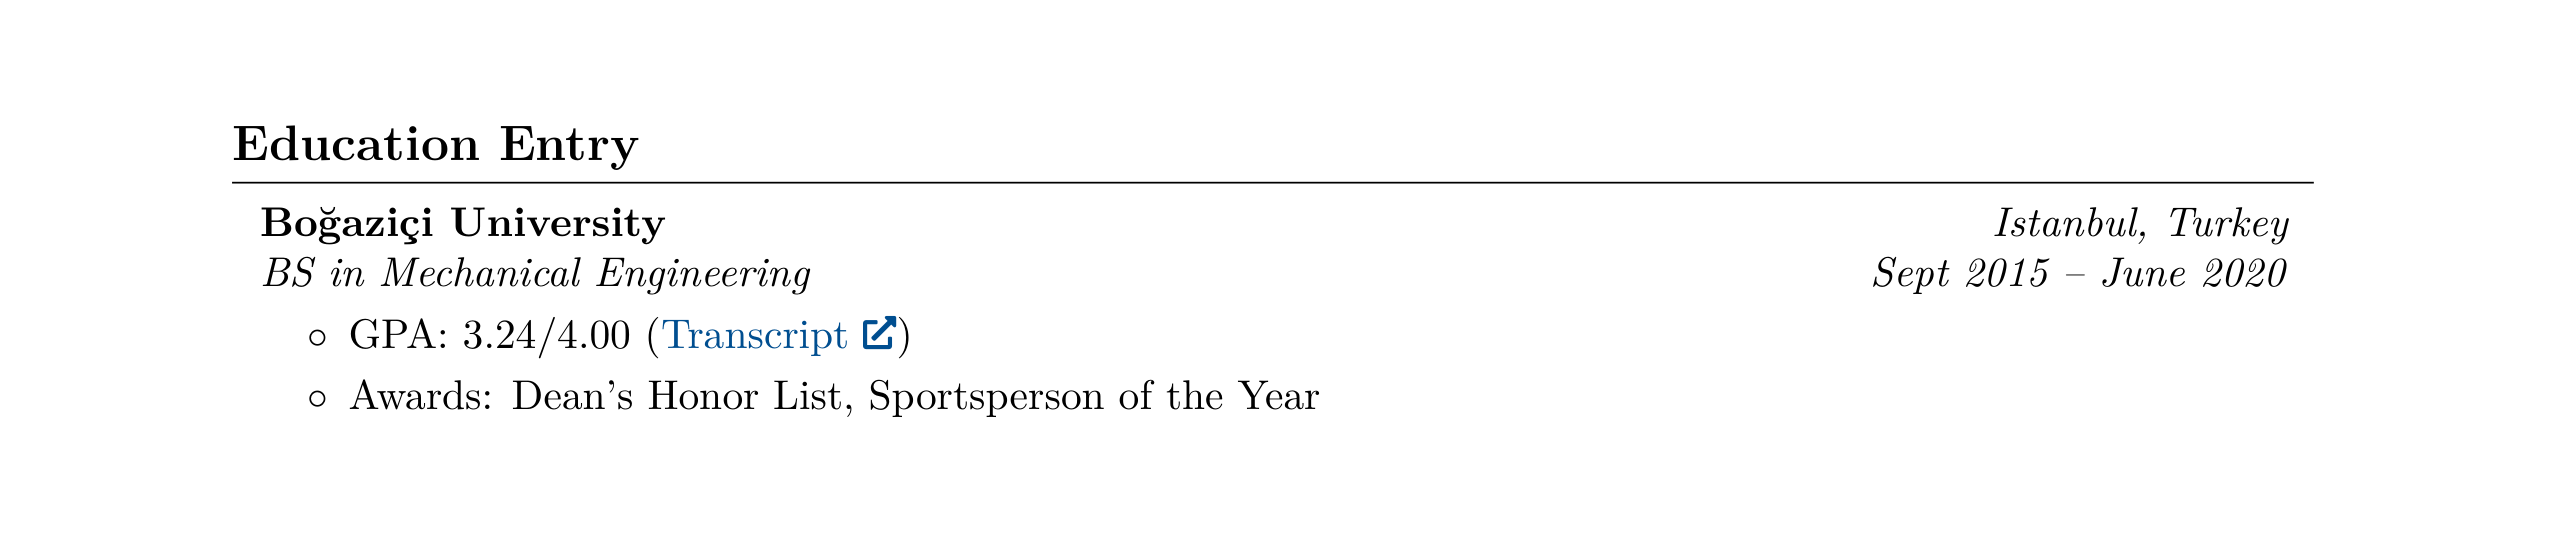 Education Entry
Boğaziçi University Istanbul, Turkey
BS in Mechanical Engineering Sept 2015 – June 2020
GPA: 3.24/4.00 (Transcript)
Awards: Dean’s Honor List, Sportsperson of the Year